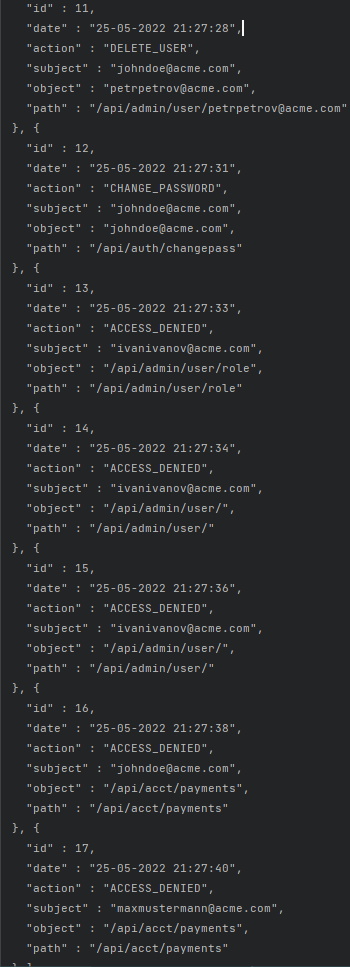 "id" : 11,
"date" : "25-05-2022 21:27:28",
"action" : "DELETE_USER",
"subject" : "johndoe@acme.com",
"object" : "petrpetrov@acme.com",
"path" : "/api/admin/user/petrpetrov@acme.com"
}, {
"id" : 12,
"date" : "25-05-2022 21:27:31",
"action" : "CHANGE_PASSWORD",
"subject" : "johndoe@acme.com",
"object" : "johndoe@acme.com",
"path" : "/api/auth/changepass"
}, {
"id" : 13,
"date" : "25-05-2022 21:27:33",
"action" : "ACCESS_DENIED",
"subject" : "ivanivanov@acme.com",
"object" : "/api/admin/user/role",
"path" : "/api/admin/user/role"
}, {
"id" : 14,
"date" : "25-05-2022 21:27:34",
"action" : "ACCESS_DENIED",
"subject" : "ivanivanov@acme.com",
"object" : "/api/admin/user/",
"path" : "/api/admin/user/"
}, {
"id" : 15,
"date" : "25-05-2022 21:27:36",
"action" : "ACCESS_DENIED",
"subject" : "ivanivanov@acme.com",
"object" : "/api/admin/user/",
"path" : "/api/admin/user/"
}, {
"id" : 16,
"date" : "25-05-2022 21:27:38",
"action" : "ACCESS_DENIED",
"subject" : "johndoe@acme.com",
"object" : "/api/acct/payments",
"path" : "/api/acct/payments"
}, {
"id" : 17,
"date" : "25-05-2022 21:27:40",
"action" : "ACCESS_DENIED",
"subject" : "maxmustermann@acme.com",
"object" : "/api/acct/payments",
"path" : "/api/acct/payments"
} ]